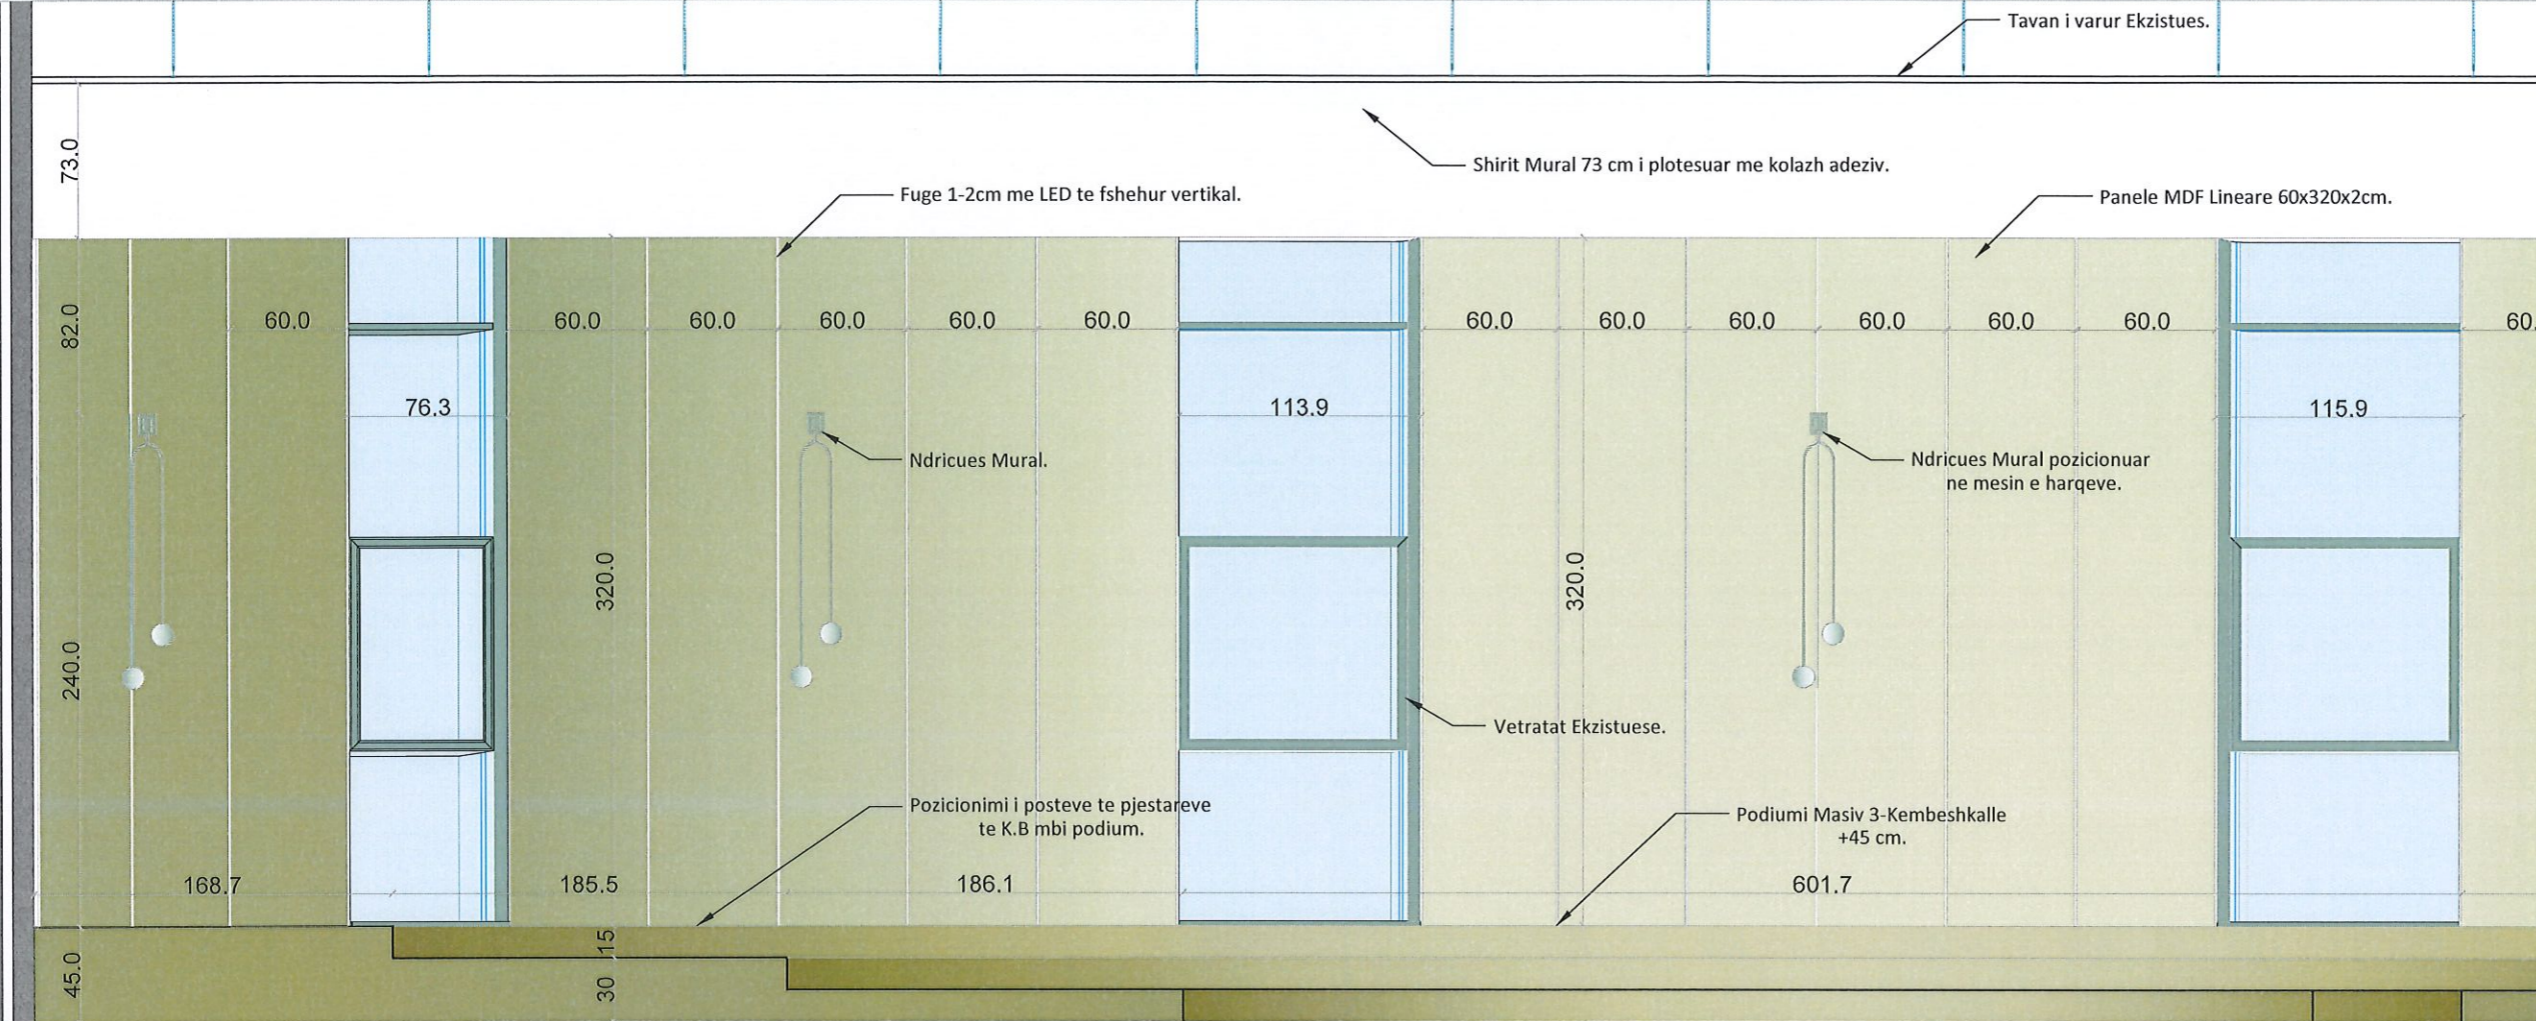 Tavan i varur Ekzistues.
73.0
Shirit Mural 73 cm i plotesuar me kolazh adeziv.
Fuge 1-2cm me LED te fshehur vertikal.
Panele MDF Lineare 60x320x2cm.
82.0
60.0
60.0
60.0
60.0
60.0
60.0
60.0
60.0
60.0
60.0
60.0
60.0
60.
76.3
113.9
115.9
Ndricues Mural.
Ndricues Mural pozicionuar
ne mesin e harqeve.
320.0
320.0
240.0
Vetratat Ekzistuese.
Pozicionimi i posteve te pjestareve
te K.B mbi podium.
Podiumi Masiv 3-Kembeshkalle
+45 cm.
168.7
185.5
186.1
601.7
15
45.0
30